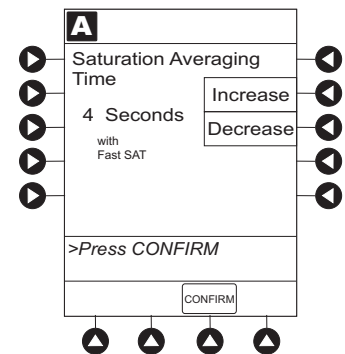 A
Saturation Averaging
Time
Increase
4 Seconds
Decrease
with
Fast SAT
>Press CONFIRM
CONFIRM